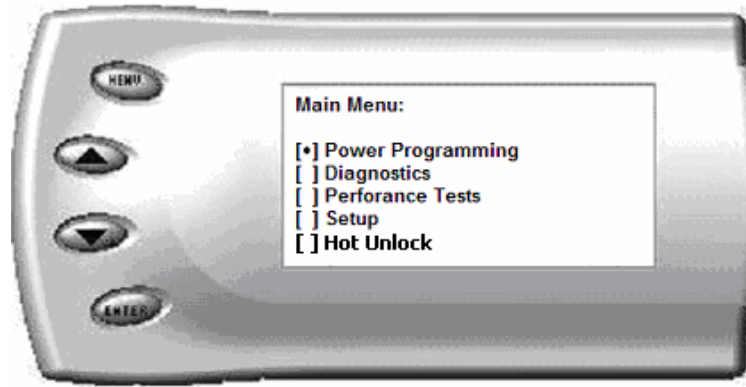 MENU
Main Menu:
[•] Power Programming
[ ] Diagnostics
[ ] Perforance Tests
[ ] Setup
[ ] Hot Unlock
ENTER